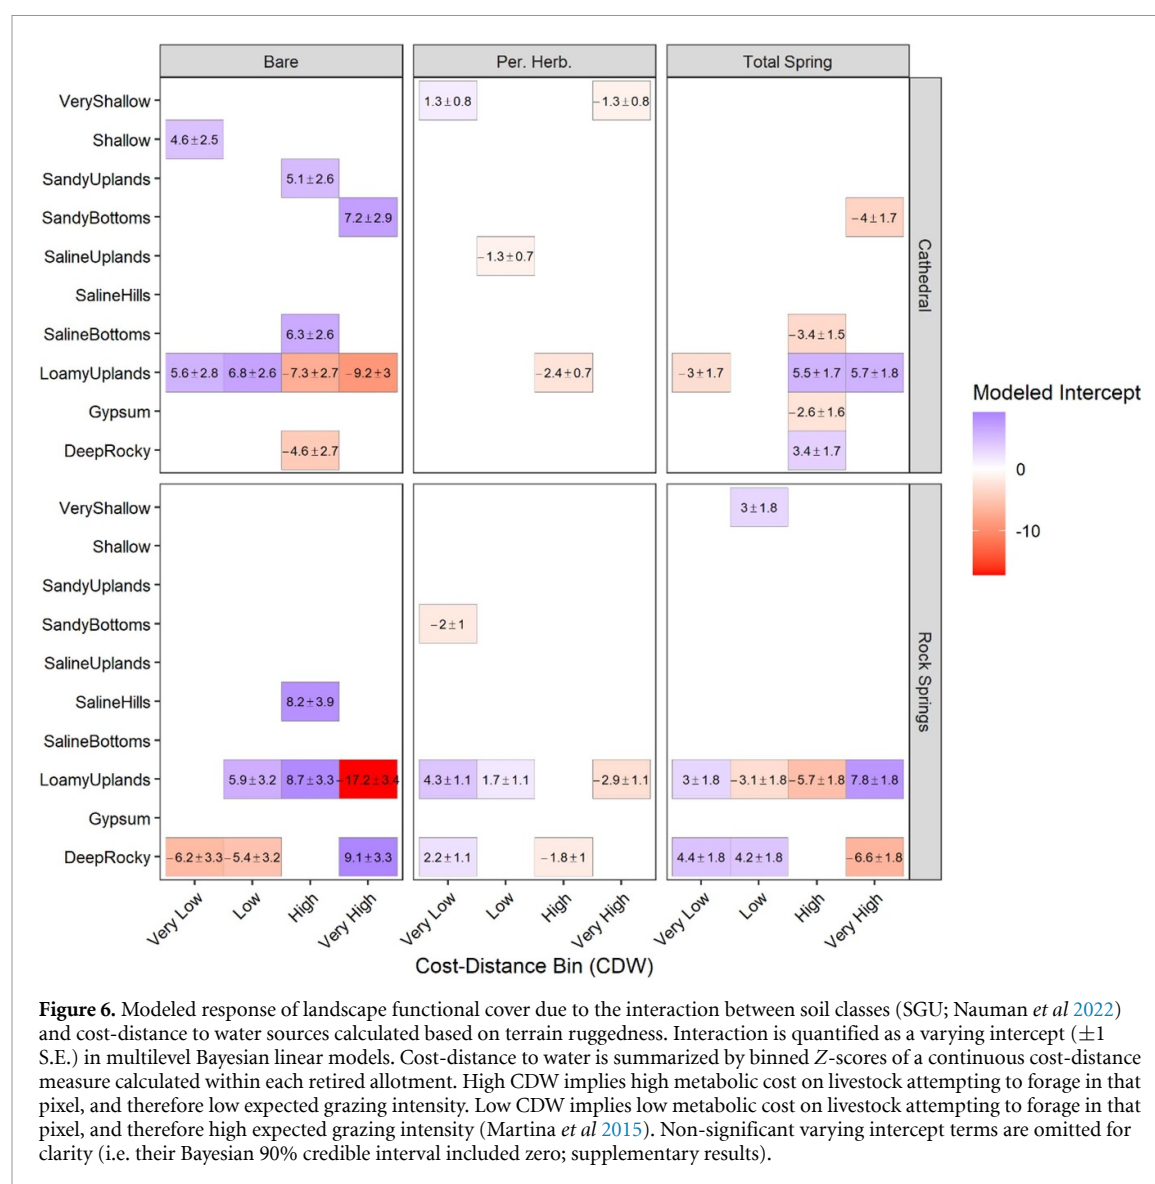 Bare Per. Herb. Total Spring
VeryShallow 1.3±0.8 −1.3±0.8
Shallow 4.6±2.5
SandyUplands 5.1±2.6
SandyBottoms 7.2±2.9 −4±1.7
SalineUplands −1.3±0.7
SalineHills
SalineBottoms 6.3±2.6 −3.4±1.5
LoamyUplands 5.6±2.8 6.8±2.6 −7.3±2.7 −9.2±3 −2.4±0.7 −3±1.7 5.5±1.7 5.7±1.8
Gypsum −2.6±1.6
DeepRocky −4.6±2.7 3.4±1.7
Cathedral
VeryShallow 3±1.8
Shallow
SandyUplands
SandyBottoms −2±1
SalineUplands
SalineHills 8.2±3.9
SalineBottoms
LoamyUplands 5.9±3.2 8.7±3.3 −17.2±3.4 4.3±1.1 1.7±1.1 −2.9±1.1 3±1.8 −3.1±1.8 −5.7±1.8 7.8±1.8
Gypsum
DeepRocky −6.2±3.3 −5.4±3.2 9.1±3.3 2.2±1.1 −1.8±1 4.4±1.8 4.2±1.8 −6.6±1.8
Rock Springs
Very Low Low High Very High Very Low Low High Very High Very Low Low High Very High
Cost-Distance Bin (CDW)
Modeled Intercept
0
-10
Figure 6. Modeled response of landscape functional cover due to the interaction between soil classes (SGU; Nauman et al 2022)
and cost-distance to water sources calculated based on terrain ruggedness. Interaction is quantified as a varying intercept (±1
S.E.) in multilevel Bayesian linear models. Cost-distance to water is summarized by binned Z-scores of a continuous cost-distance
measure calculated within each retired allotment. High CDW implies high metabolic cost on livestock attempting to forage in that
pixel, and therefore low expected grazing intensity. Low CDW implies low metabolic cost on livestock attempting to forage in that
pixel, and therefore high expected grazing intensity (Martina et al 2015). Non-significant varying intercept terms are omitted for
clarity (i.e. their Bayesian 90% credible interval included zero; supplementary results).